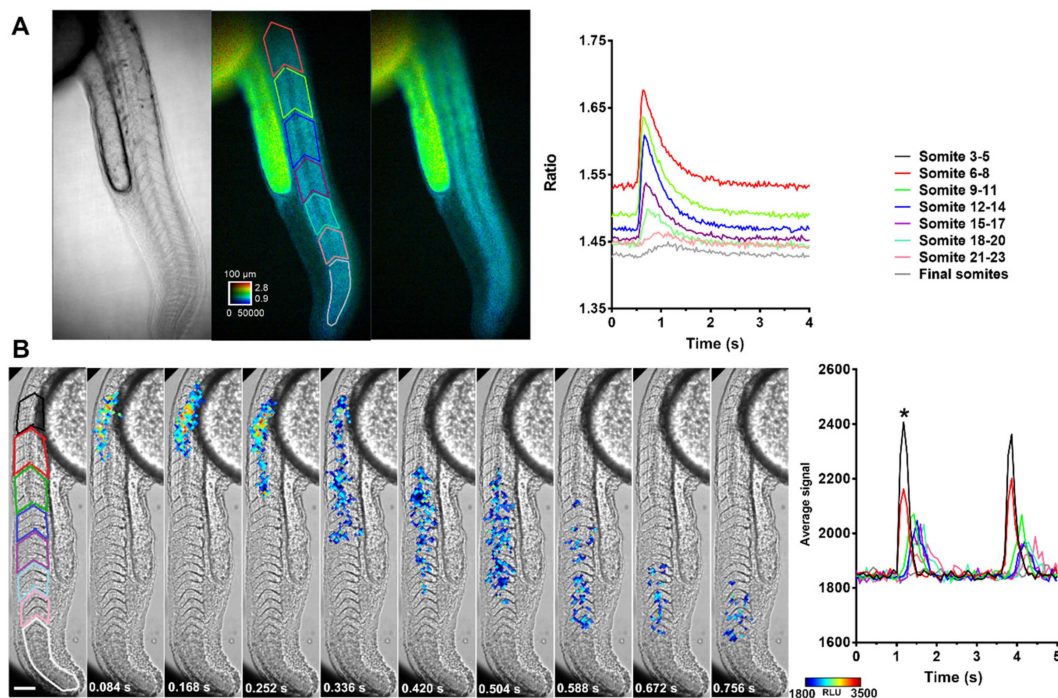 A
100 µm
2.8
0.9
0 50000
Ratio
1.75
1.65
1.55
1.45
1.35
0 1 2 3 4
Time (s)
Somite 3-5
Somite 6-8
Somite 9-11
Somite 12-14
Somite 15-17
Somite 18-20
Somite 21-23
Final somites
B
0.084 s
0.168 s
0.252 s
0.336 s
0.420 s
0.504 s
0.588 s
0.672 s
0.756 s
1800 RLU 3500
Average signal
2600
2400
2200
2000
1800
1600
*
0 1 2 3 4 5
Time (s)